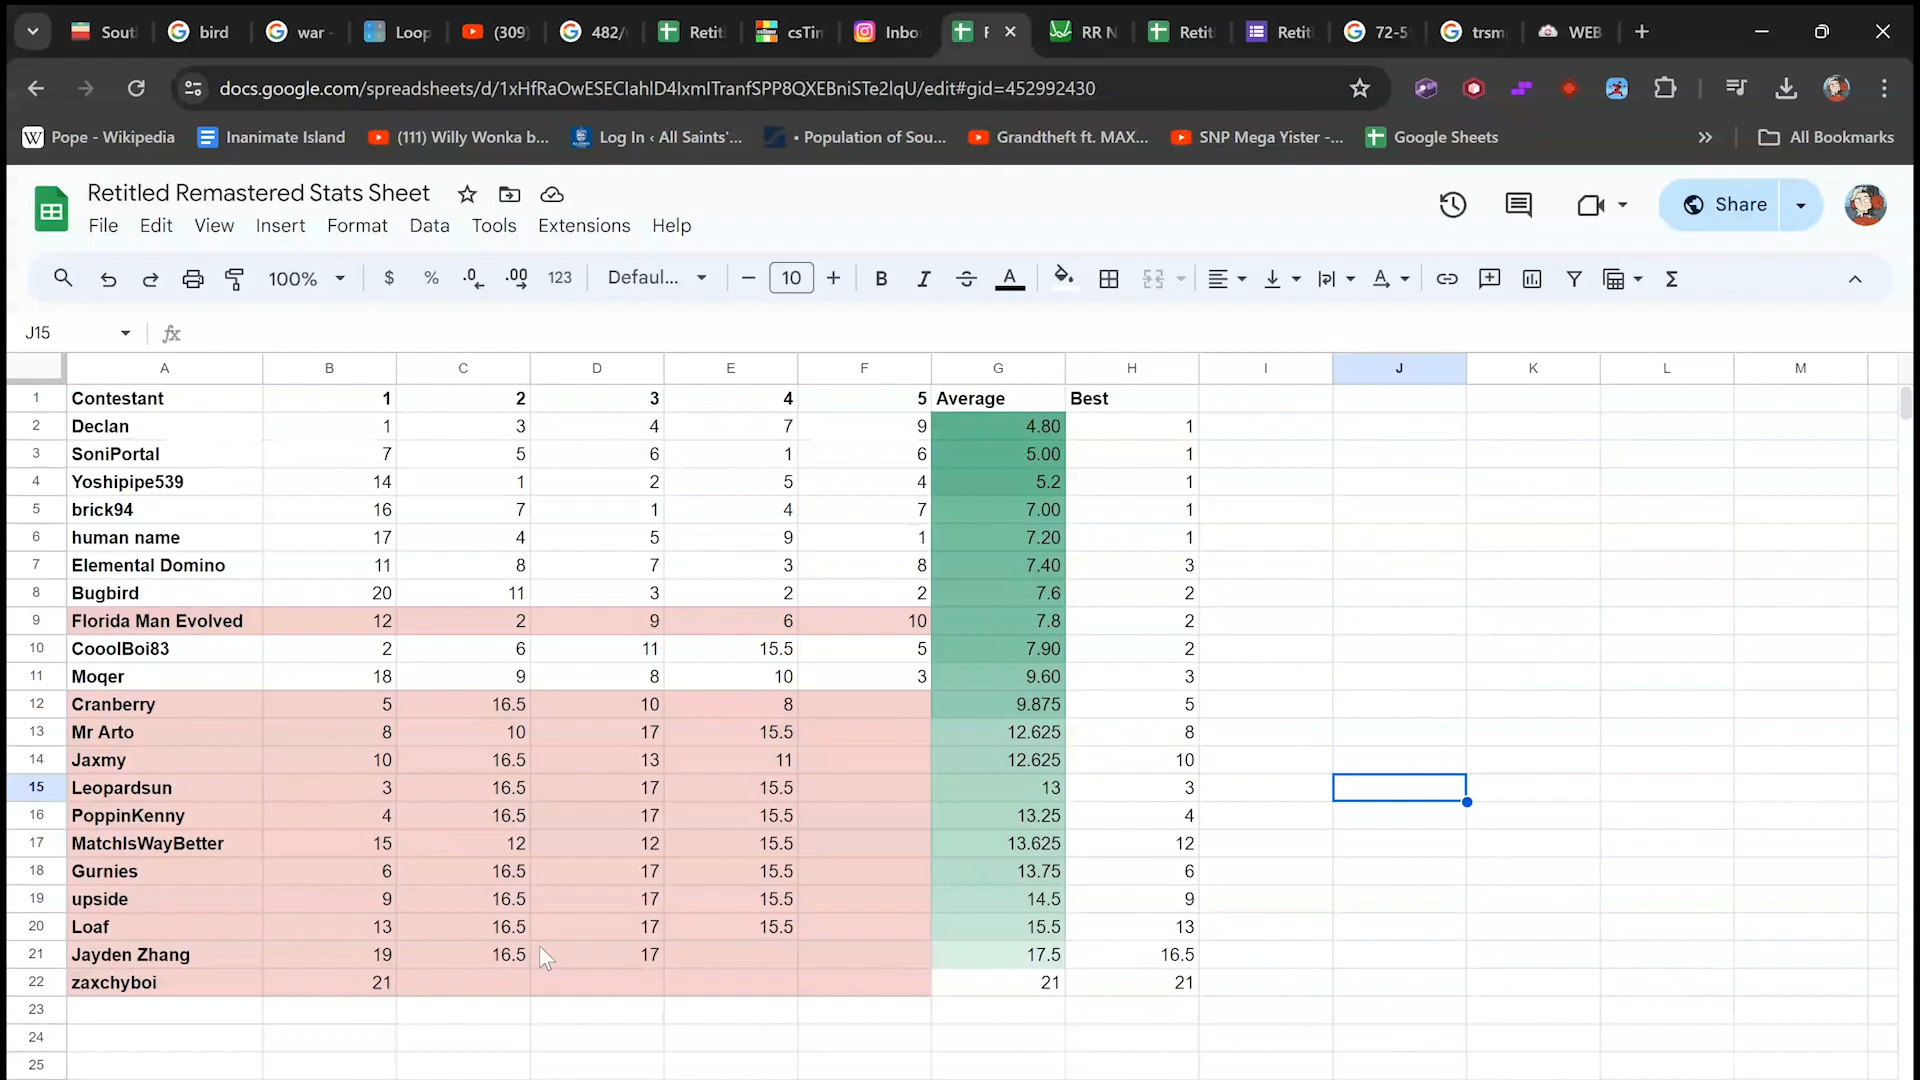 Sout bird war - Loop (309) 482/ Retit csTim Inbo F RR N Retit Retit 72-5 trsm WEB
docs.google.com/spreadsheets/d/1xHfRaOwESECIahlD4IxmITranfSPP8QXEBniSTe2lqU/edit#gid=452992430
Pope - Wikipedia Inanimate Island (111) Willy Wonka b... Log In ‹ All Saints'... • Population of Sou... Grandtheft ft. MAX... SNP Mega Yister -... Google Sheets » All Bookmarks
Retitled Remastered Stats Sheet
File Edit View Insert Format Data Tools Extensions Help
Share
100% $ % .0 .00 123 Defaul... − 10 + B I A Σ
J15 fx
A B C D E F G H I J K L M
1 Contestant 1 2 3 4 5 Average Best
2 Declan 1 3 4 7 9 4.80 1
3 SoniPortal 7 5 6 1 6 5.00 1
4 Yoshipipe539 14 1 2 5 4 5.2 1
5 brick94 16 7 1 4 7 7.00 1
6 human name 17 4 5 9 1 7.20 1
7 Elemental Domino 11 8 7 3 8 7.40 3
8 Bugbird 20 11 3 2 2 7.6 2
9 Florida Man Evolved 12 2 9 6 10 7.8 2
10 CooolBoi83 2 6 11 15.5 5 7.90 2
11 Moqer 18 9 8 10 3 9.60 3
12 Cranberry 5 16.5 10 8 9.875 5
13 Mr Arto 8 10 17 15.5 12.625 8
14 Jaxmy 10 16.5 13 11 12.625 10
15 Leopardsun 3 16.5 17 15.5 13 3
16 PoppinKenny 4 16.5 17 15.5 13.25 4
17 MatchIsWayBetter 15 12 12 15.5 13.625 12
18 Gurnies 6 16.5 17 15.5 13.75 6
19 upside 9 16.5 17 15.5 14.5 9
20 Loaf 13 16.5 17 15.5 15.5 13
21 Jayden Zhang 19 16.5 17 17.5 16.5
22 zaxchyboi 21 21 21
23
24
25